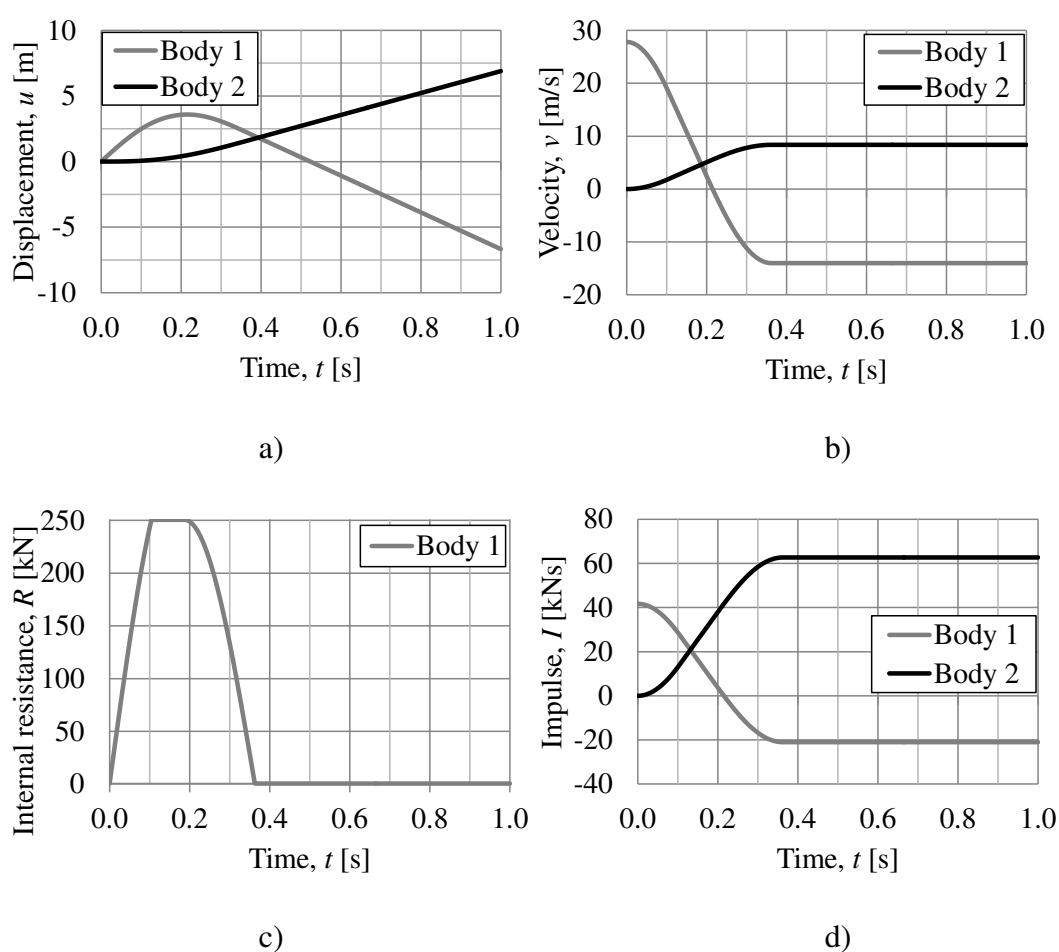 Displacement, u [m]
10
5
0
-5
-10
Body 1
Body 2
0.0 0.2 0.4 0.6 0.8 1.0
Time, t [s]
a)
Velocity, v [m/s]
30
20
10
0
-10
-20
Body 1
Body 2
0.0 0.2 0.4 0.6 0.8 1.0
Time, t [s]
b)
Internal resistance, R [kN]
250
200
150
100
50
0
Body 1
0.0 0.2 0.4 0.6 0.8 1.0
Time, t [s]
c)
Impulse, I [kNs]
80
60
40
20
0
-20
-40
Body 1
Body 2
0.0 0.2 0.4 0.6 0.8 1.0
Time, t [s]
d)